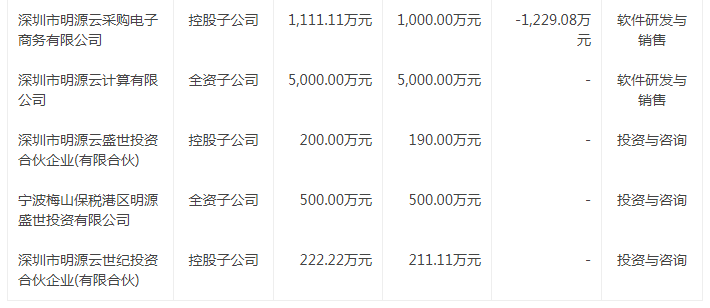 深圳市明源云采购电子 控股子公司 1,111.11万元 1,000.00万元 -1,229.08万 软件研发与
商务有限公司 元 销售
深圳市明源云计算有限 全资子公司 5,000.00万元 5,000.00万元 - 软件研发与
公司 销售
深圳市明源云盛世投资 控股子公司 200.00万元 190.00万元 - 投资与咨询
合伙企业(有限合伙)
宁波梅山保税港区明源 全资子公司 500.00万元 500.00万元 - 投资与咨询
盛世投资有限公司
深圳市明源云世纪投资 控股子公司 222.22万元 211.11万元 - 投资与咨询
合伙企业(有限合伙)